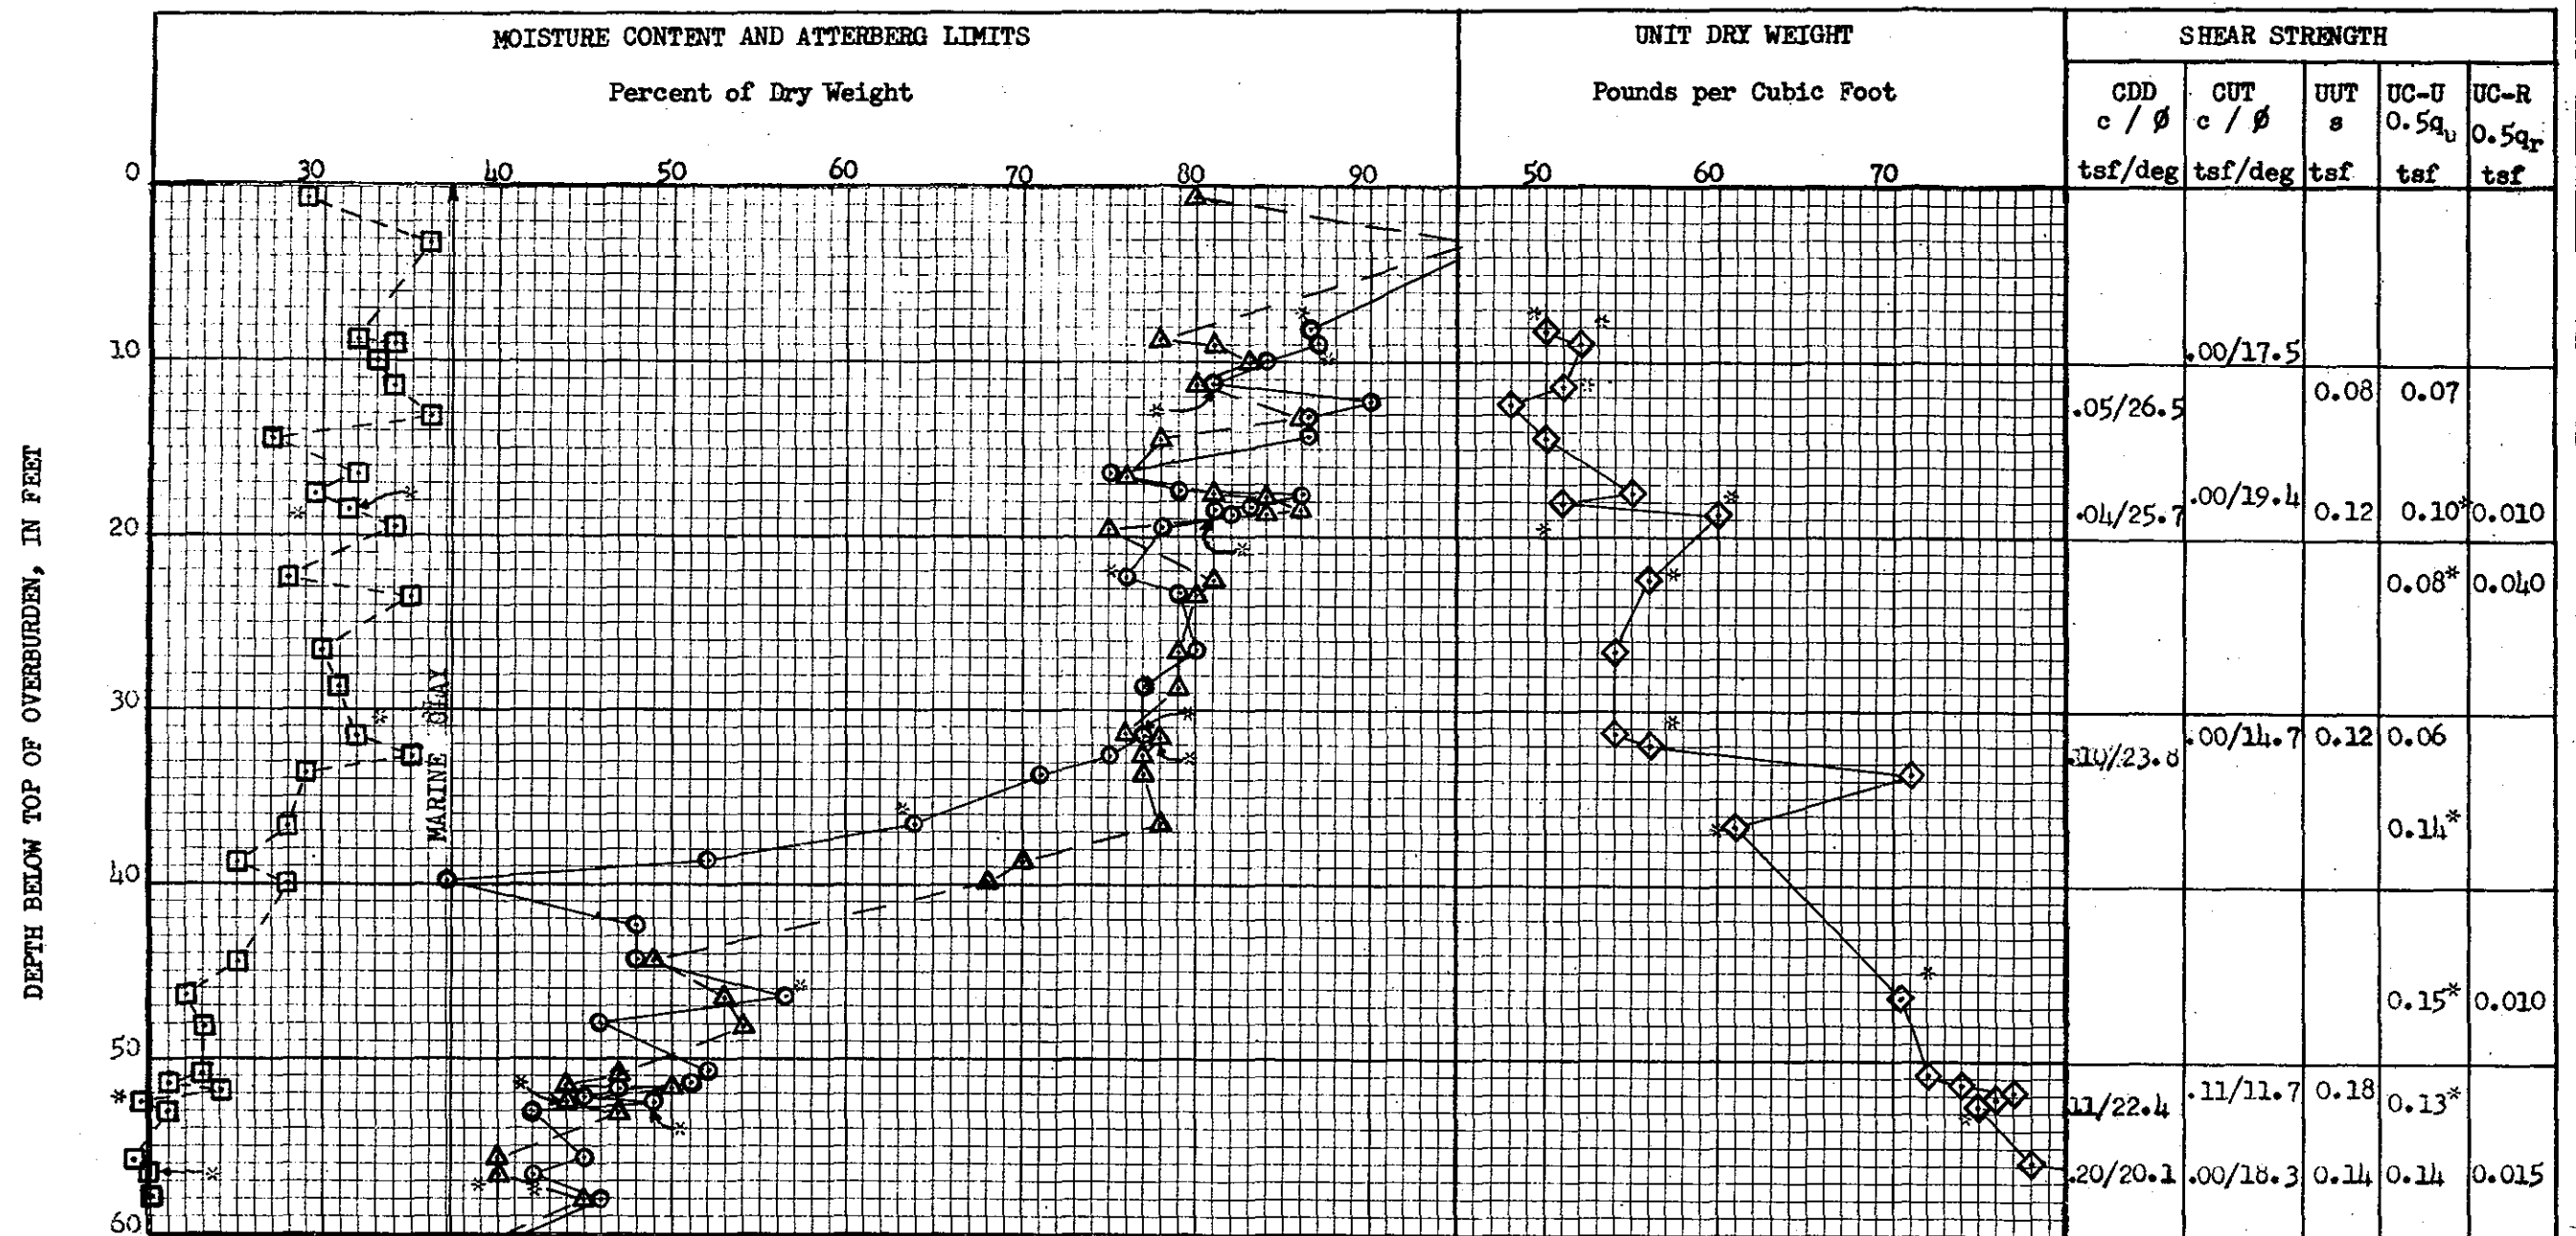 MOISTURE CONTENT AND ATTERBERG LIMITS
Percent of Dry Weight
UNIT DRY WEIGHT
Pounds per Cubic Foot
SHEAR STRENGTH
CDD CUT UUT UC-U UC-R
c / Ø c / Ø s 0.5qu 0.5qr
tsf/deg tsf/deg tsf tsf tsf
0 30 40 50 60 70 80 90 50 60 70
10 .00/17.5
.05/26.5 0.08 0.07
.04/25.7 .00/19.4 0.12 0.10* 0.010
20
0.08* 0.040
30
.10/23.8 .00/14.7 0.12 0.06
0.14*
40
0.15* 0.010
50
.11/11.7 0.18 0.13*
11/22.4
.20/20.1 .00/18.3 0.14 0.14 0.015
60
DEPTH BELOW TOP OF OVERBURDEN, IN FEET
MARINE CLAY